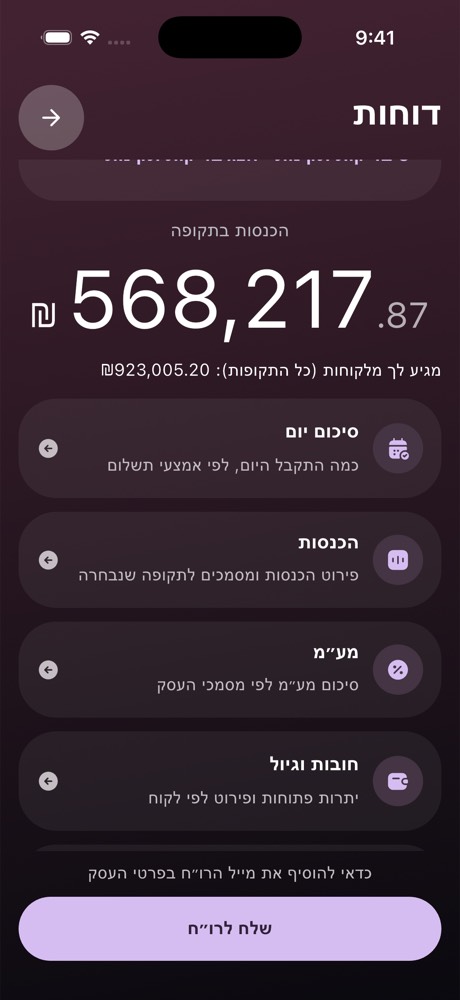 9:41
דוחות
הכנסות בתקופה
₪ 568,217.87
מגיע לך מלקוחות (כל התקופות): 923,005.20₪
סיכום יום
כמה התקבל היום, לפי אמצעי תשלום
הכנסות
פירוט הכנסות ומסמכים לתקופה שנבחרה
מע״מ
סיכום מע״מ לפי מסמכי העסק
חובות וגיול
יתרות פתוחות ופירוט לפי לקוח
כדאי להוסיף את מייל הרו״ח בפרטי העסק
שלח לרו״ח